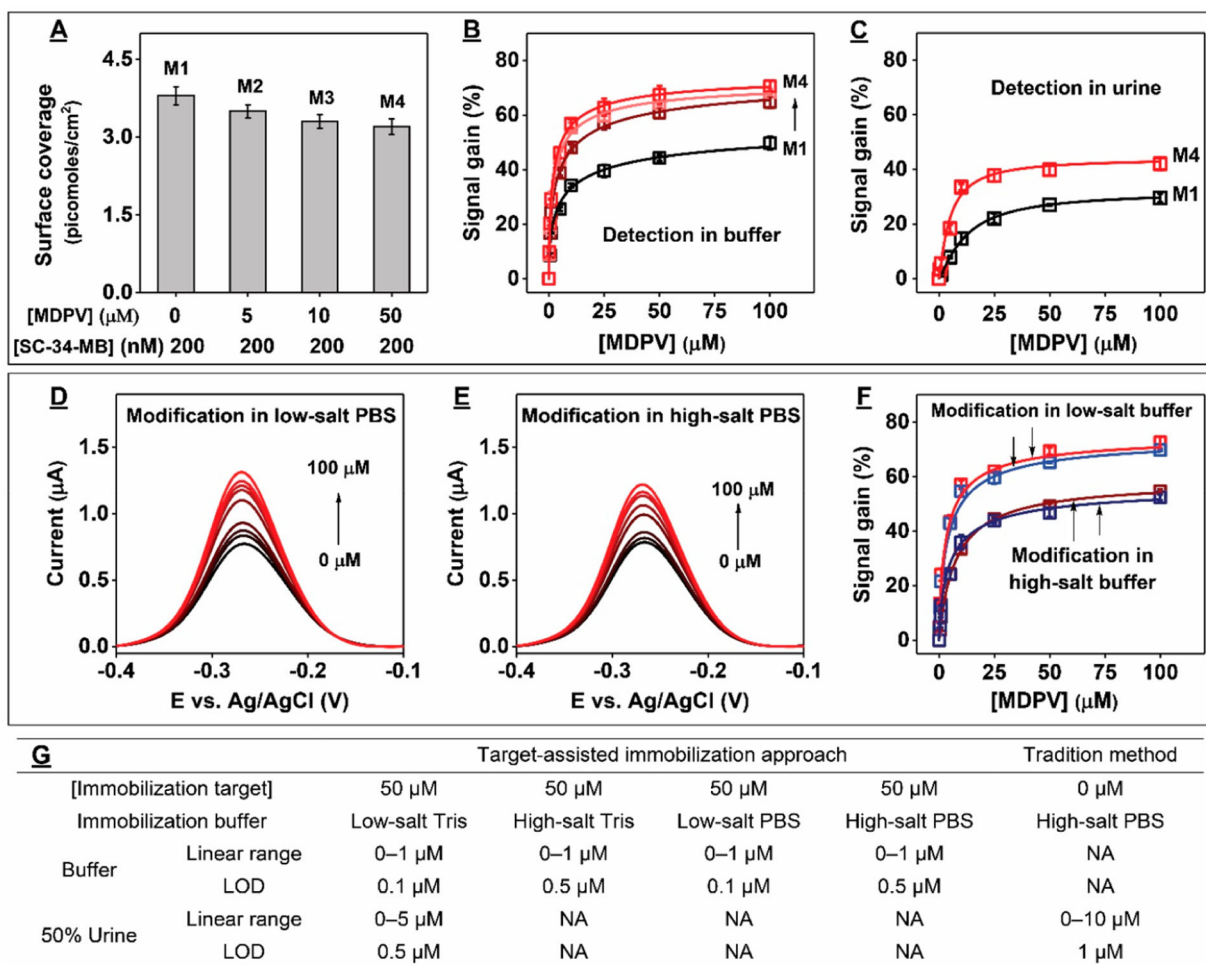 A
Surface coverage
(picomoles/cm²)
4.5
3.0
1.5
0.0
M1
M2
M3
M4
[MDPV] (μM) 0 5 10 50
[SC-34-MB] (nM) 200 200 200 200
B
Signal gain (%)
80
60
40
20
0
M4
M1
Detection in buffer
0 25 50 75 100
[MDPV] (μM)
C
Signal gain (%)
80
60
40
20
0
Detection in urine
M4
M1
0 25 50 75 100
[MDPV] (μM)
D
Modification in low-salt PBS
Current (μA)
1.5
1.0
0.5
0.0
100 μM
0 μM
-0.4 -0.3 -0.2 -0.1
E vs. Ag/AgCl (V)
E
Modification in high-salt PBS
Current (μA)
1.5
1.0
0.5
0.0
100 μM
0 μM
-0.4 -0.3 -0.2 -0.1
E vs. Ag/AgCl (V)
F
Signal gain (%)
80
60
40
20
0
Modification in low-salt buffer
Modification in
high-salt buffer
0 25 50 75 100
[MDPV] (μM)
G
Target-assisted immobilization approach Tradition method
[Immobilization target] 50 μM 50 μM 50 μM 50 μM 0 μM
Immobilization buffer Low-salt Tris High-salt Tris Low-salt PBS High-salt PBS High-salt PBS
Buffer
Linear range 0–1 μM 0–1 μM 0–1 μM 0–1 μM NA
LOD 0.1 μM 0.5 μM 0.1 μM 0.5 μM NA
50% Urine
Linear range 0–5 μM NA NA NA 0–10 μM
LOD 0.5 μM NA NA NA 1 μM